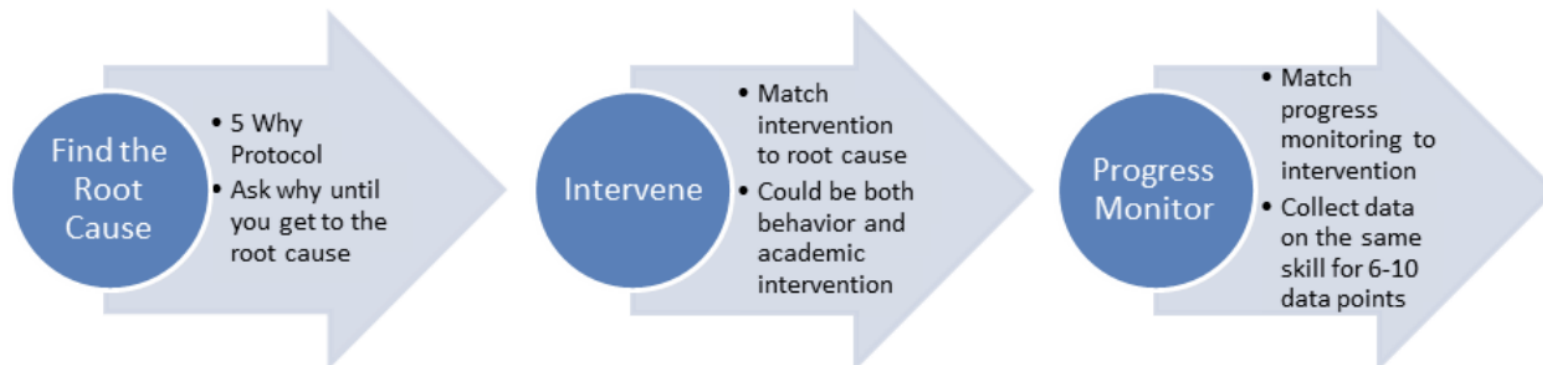 Find the
Root
Cause
• 5 Why
Protocol
• Ask why until
you get to the
root cause
Intervene
• Match
intervention
to root cause
• Could be both
behavior and
academic
intervention
Progress
Monitor
• Match
progress
monitoring to
intervention
• Collect data
on the same
skill for 6-10
data points